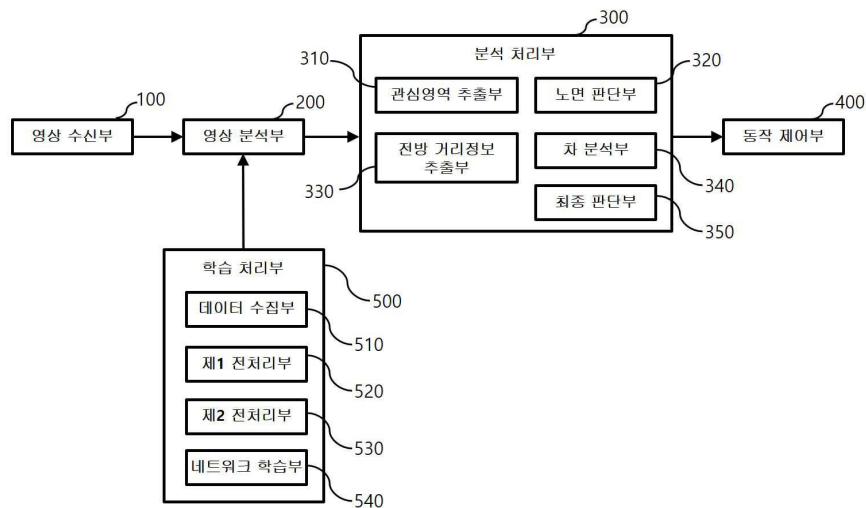 300
분석 처리부
310
320
관심영역 추출부
노면 판단부
100
200
400
영상 수신부
영상 분석부
전방 거리정보
추출부
차 분석부
동작 제어부
330
340
최종 판단부
350
학습 처리부
500
데이터 수집부
510
제1 전처리부
520
제2 전처리부
530
네트워크 학습부
540